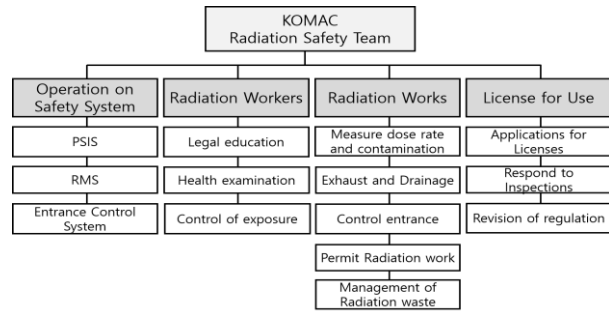 KOMAC
Radiation Safety Team
Operation on
Safety System
PSIS
RMS
Entrance Control
System
Radiation Workers
Legal education
Health examination
Control of exposure
Radiation Works
Measure dose rate
and contamination
Exhaust and Drainage
Control entrance
Permit Radiation work
Management of
Radiation waste
License for Use
Applications for
Licenses
Respond to
Inspections
Revision of regulation